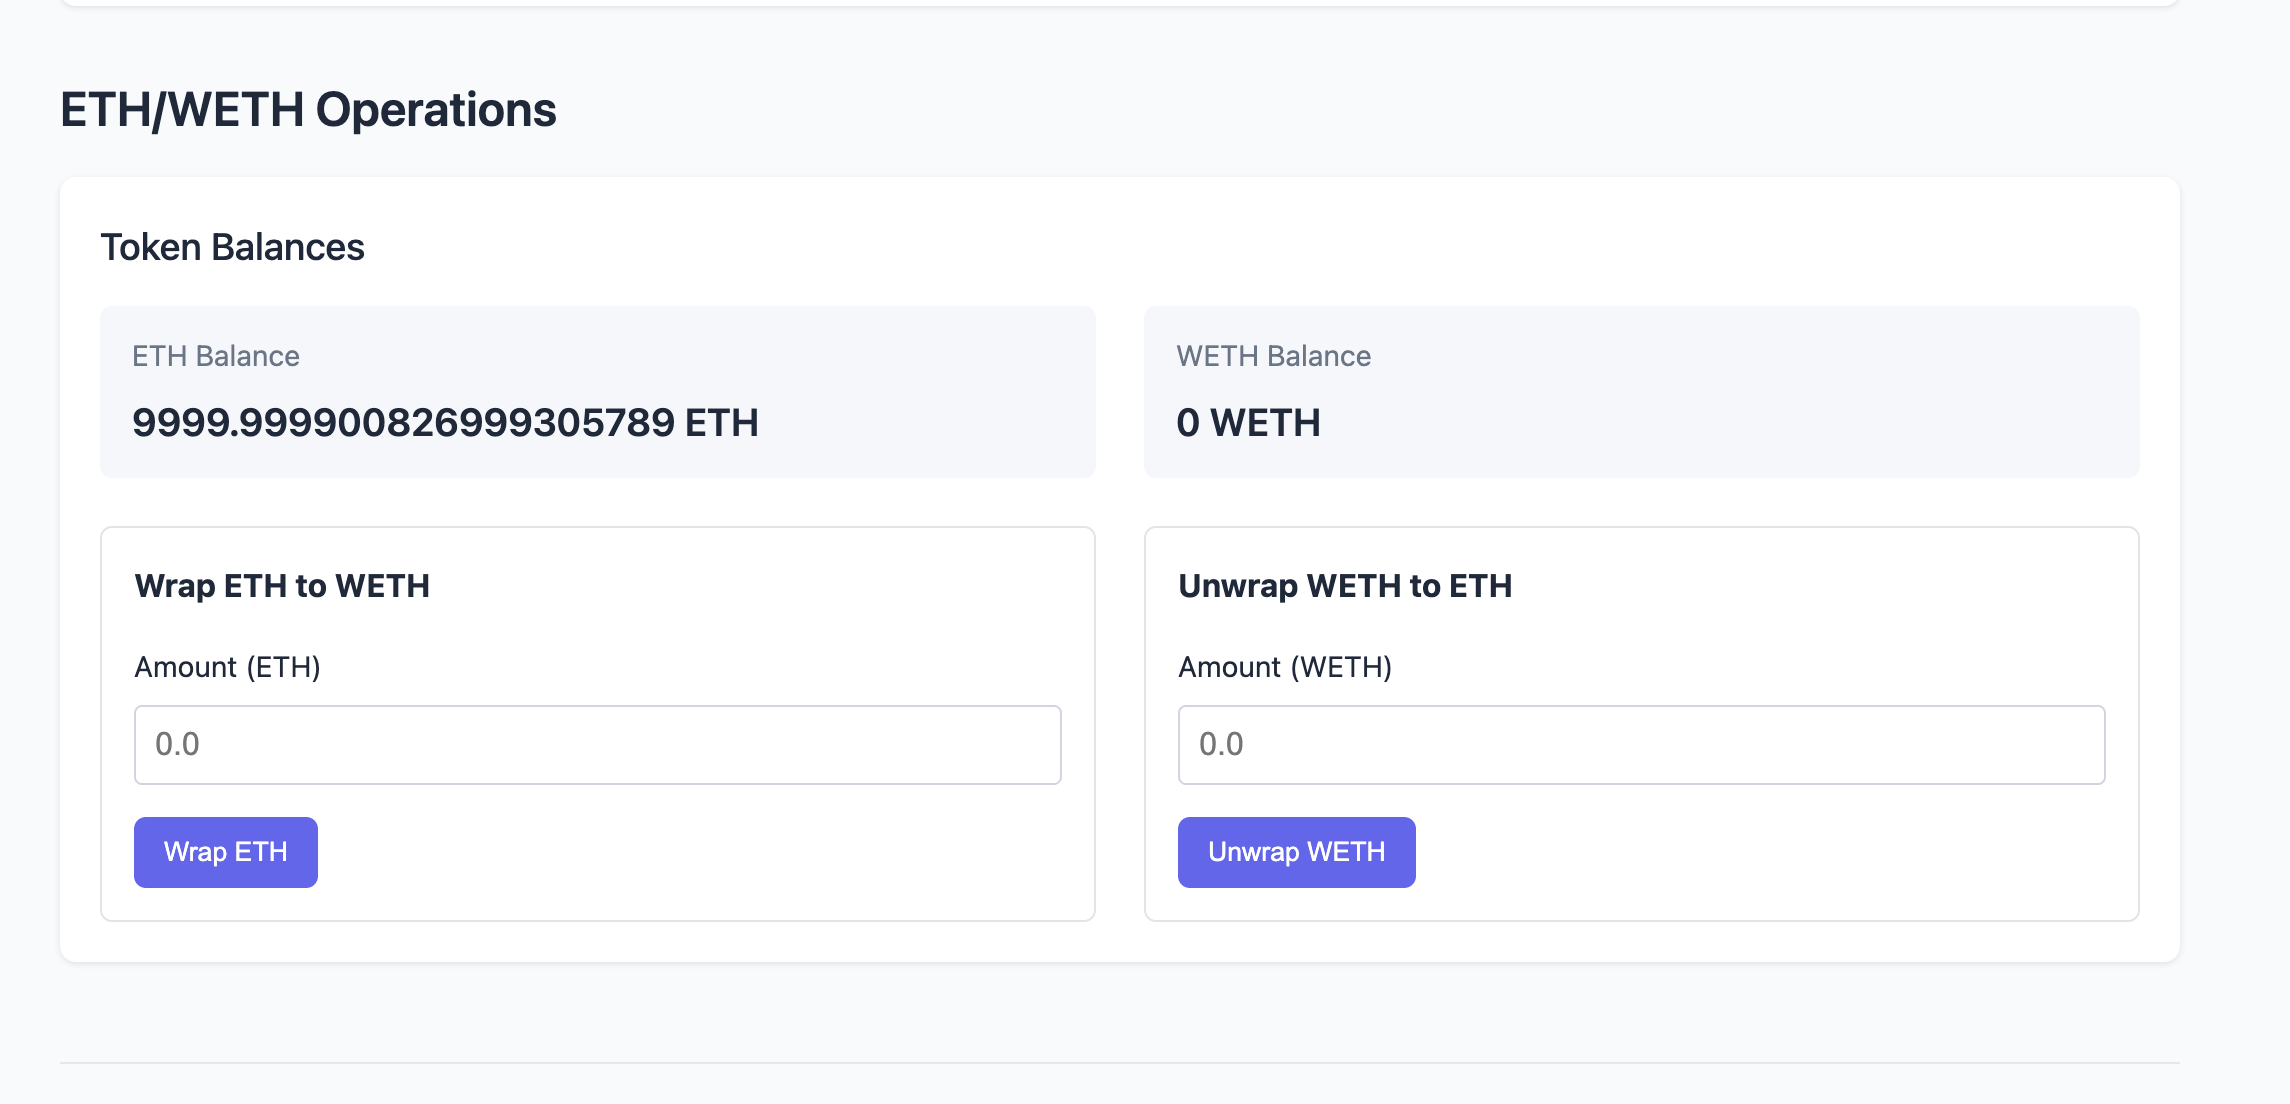 ETH/WETH Operations
Token Balances
ETH Balance
9999.999900826999305789 ETH
WETH Balance
0 WETH
Wrap ETH to WETH
Amount (ETH)
0.0
Wrap ETH
Unwrap WETH to ETH
Amount (WETH)
0.0
Unwrap WETH